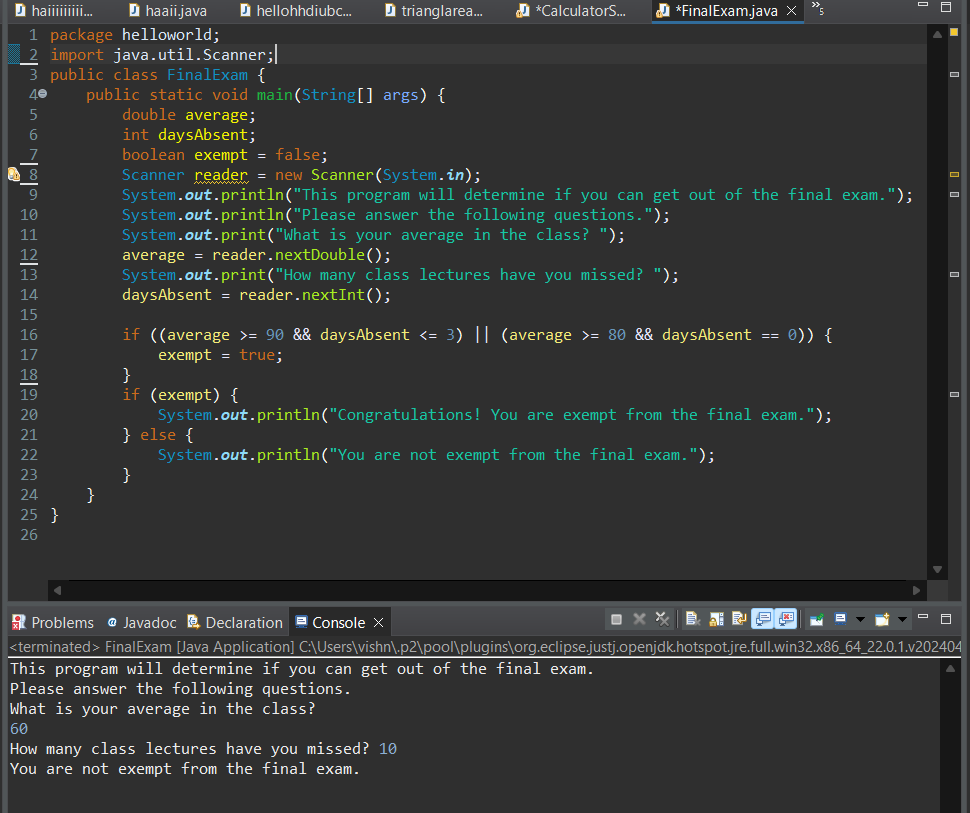 haiiiiiiiii... haaii.java hellohhdiubc... trianglarea... *CalculatorS... *FinalExam.java »5
1 package helloworld;
2 import java.util.Scanner;
3 public class FinalExam {
4 public static void main(String[] args) {
5 double average;
6 int daysAbsent;
7 boolean exempt = false;
8 Scanner reader = new Scanner(System.in);
9 System.out.println("This program will determine if you can get out of the final exam.");
10 System.out.println("Please answer the following questions.");
11 System.out.print("What is your average in the class? ");
12 average = reader.nextDouble();
13 System.out.print("How many class lectures have you missed? ");
14 daysAbsent = reader.nextInt();
15
16 if ((average >= 90 && daysAbsent <= 3) || (average >= 80 && daysAbsent == 0)) {
17 exempt = true;
18 }
19 if (exempt) {
20 System.out.println("Congratulations! You are exempt from the final exam.");
21 } else {
22 System.out.println("You are not exempt from the final exam.");
23 }
24 }
25 }
26
Problems Javadoc Declaration Console
<terminated> FinalExam [Java Application] C:\Users\vishn\.p2\pool\plugins\org.eclipse.justj.openjdk.hotspot.jre.full.win32.x86_64_22.0.1.v202404
This program will determine if you can get out of the final exam.
Please answer the following questions.
What is your average in the class?
60
How many class lectures have you missed? 10
You are not exempt from the final exam.